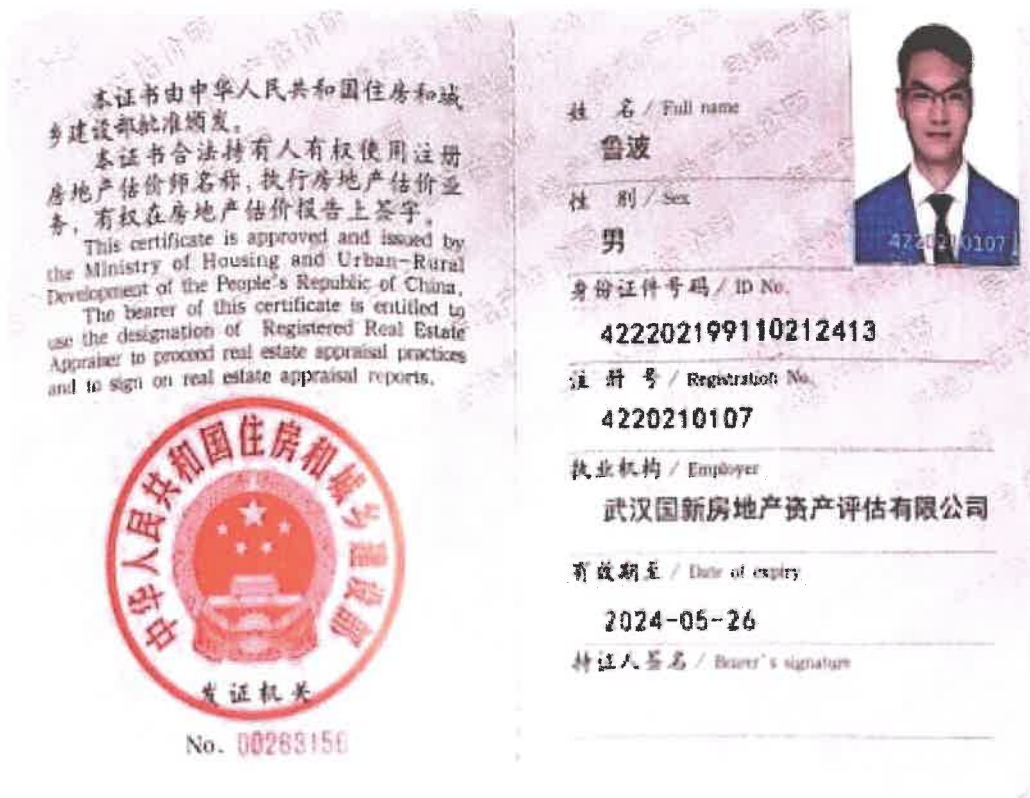 本证书由中华人民共和国住房和城
乡建设部批准颁发。
本证书合法持有人有权使用注册
房地产估价师名称，执行房地产估价业
务，有权在房地产估价报告上签字。
This certificate is approved and issued by
the Ministry of Housing and Urban-Rural
Development of the People's Republic of China.
The bearer of this certificate is entitled to
use the designation of Registered Real Estate
Appraiser to proceed real estate appraisal practices
and to sign on real estate appraisal reports.
中华人民共和国住房和城乡建设部
发证机关
No. 00263156
姓 名 / Full name
鲁波
性 别 / Sex
男
身份证件号码 / ID No.
422202199110212413
注 册 号 / Registration No.
4220210107
执业机构 / Employer
武汉国新房地产资产评估有限公司
有效期至 / Date of expiry
2024-05-26
持证人签名 / Bearer's signature
4220210107